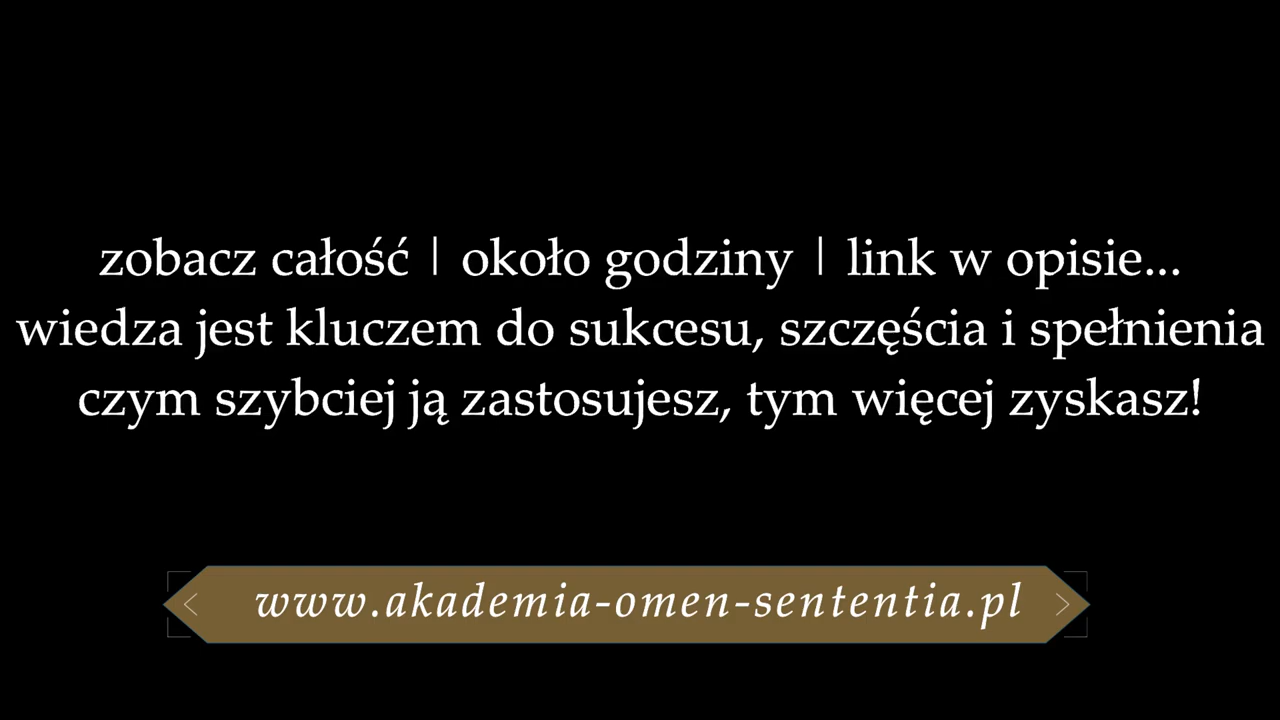 zobacz całość | około godziny | link w opisie...
wiedza jest kluczem do sukcesu, szczęścia i spełnienia
czym szybciej ją zastosujesz, tym więcej zyskasz!
www.akademia-omen-sententia.pl